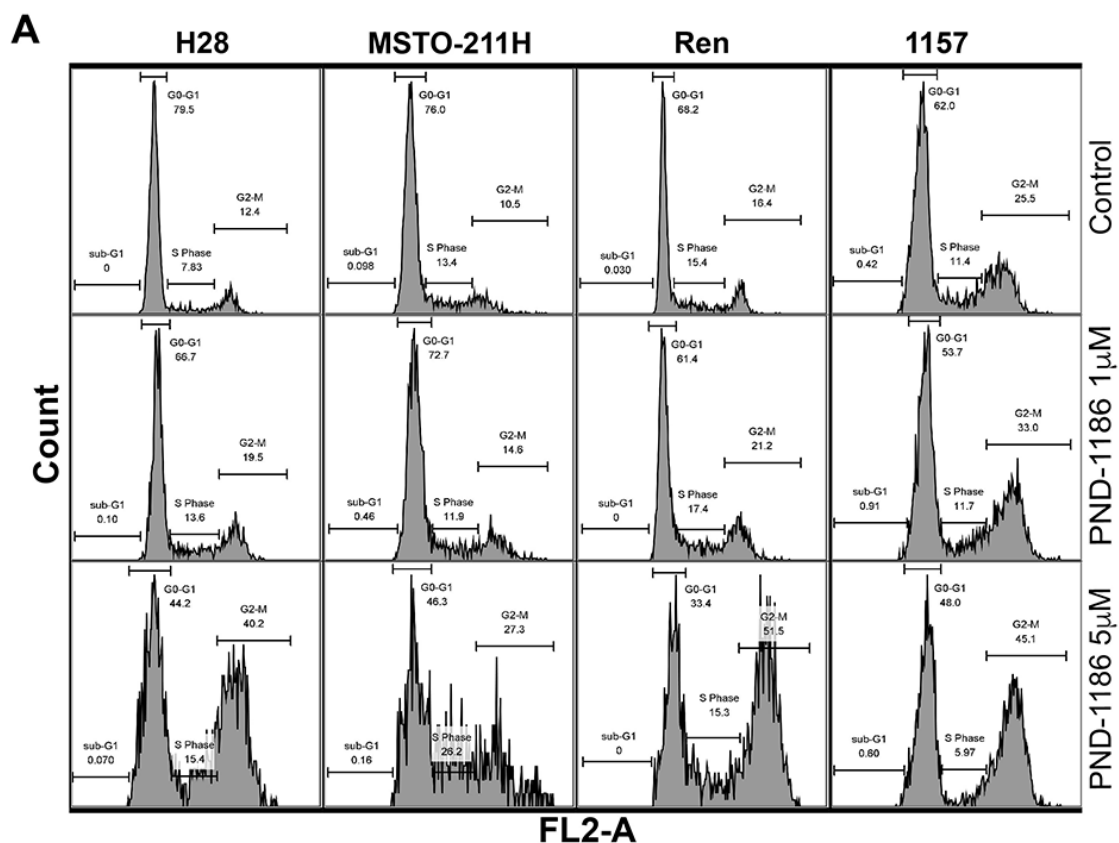 A
H28
MSTO-211H
Ren
1157
G0-G1
79.5
G2-M
12.4
sub-G1
0
S Phase
7.83
G0-G1
76.0
G2-M
10.5
sub-G1
0.098
S Phase
13.4
G0-G1
68.2
G2-M
16.4
sub-G1
0.030
S Phase
15.4
G0-G1
62.0
G2-M
25.5
sub-G1
0.42
S Phase
11.4
Control
G0-G1
66.7
G2-M
19.5
sub-G1
0.10
S Phase
13.6
G0-G1
72.7
G2-M
14.6
sub-G1
0.46
S Phase
11.9
G0-G1
61.4
G2-M
21.2
sub-G1
0
S Phase
17.4
G0-G1
53.7
G2-M
33.0
sub-G1
0.91
S Phase
11.7
PND-1186 1µM
G0-G1
44.2
G2-M
40.2
sub-G1
0.070
S Phase
15.4
G0-G1
46.3
G2-M
27.3
sub-G1
0.16
S Phase
26.2
G0-G1
33.4
G2-M
51.5
sub-G1
0
S Phase
15.3
G0-G1
48.0
G2-M
45.1
sub-G1
0.60
S Phase
5.97
PND-1186 5µM
Count
FL2-A